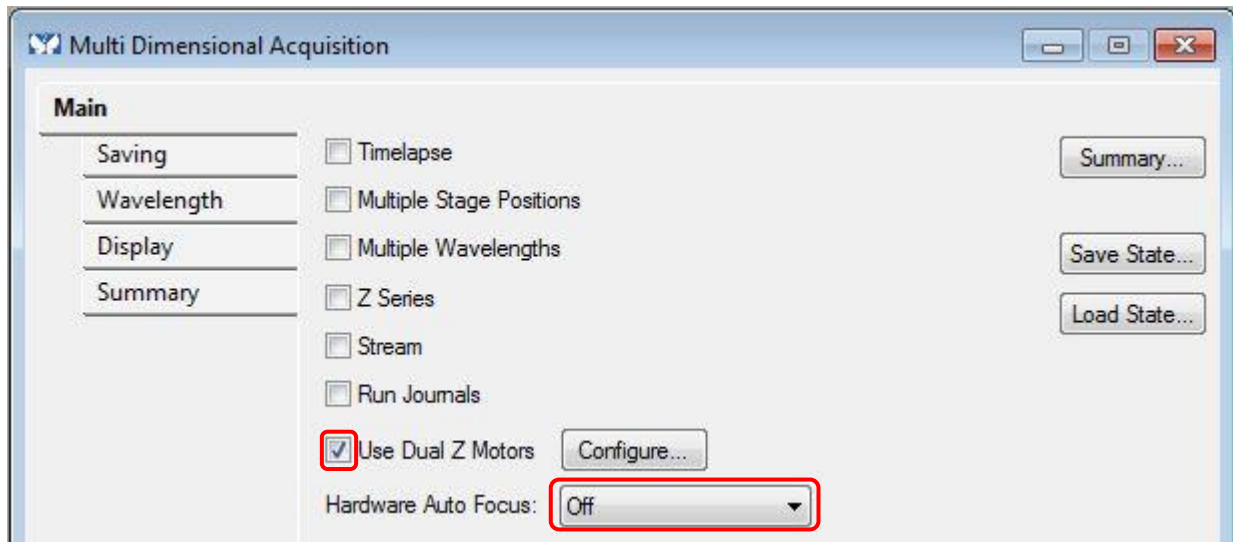 Multi Dimensional Acquisition
Main
Saving
Wavelength
Display
Summary
Timelapse
Multiple Stage Positions
Multiple Wavelengths
Z Series
Stream
Run Journals
Use Dual Z Motors
Configure...
Hardware Auto Focus:
Off
Summary...
Save State...
Load State...